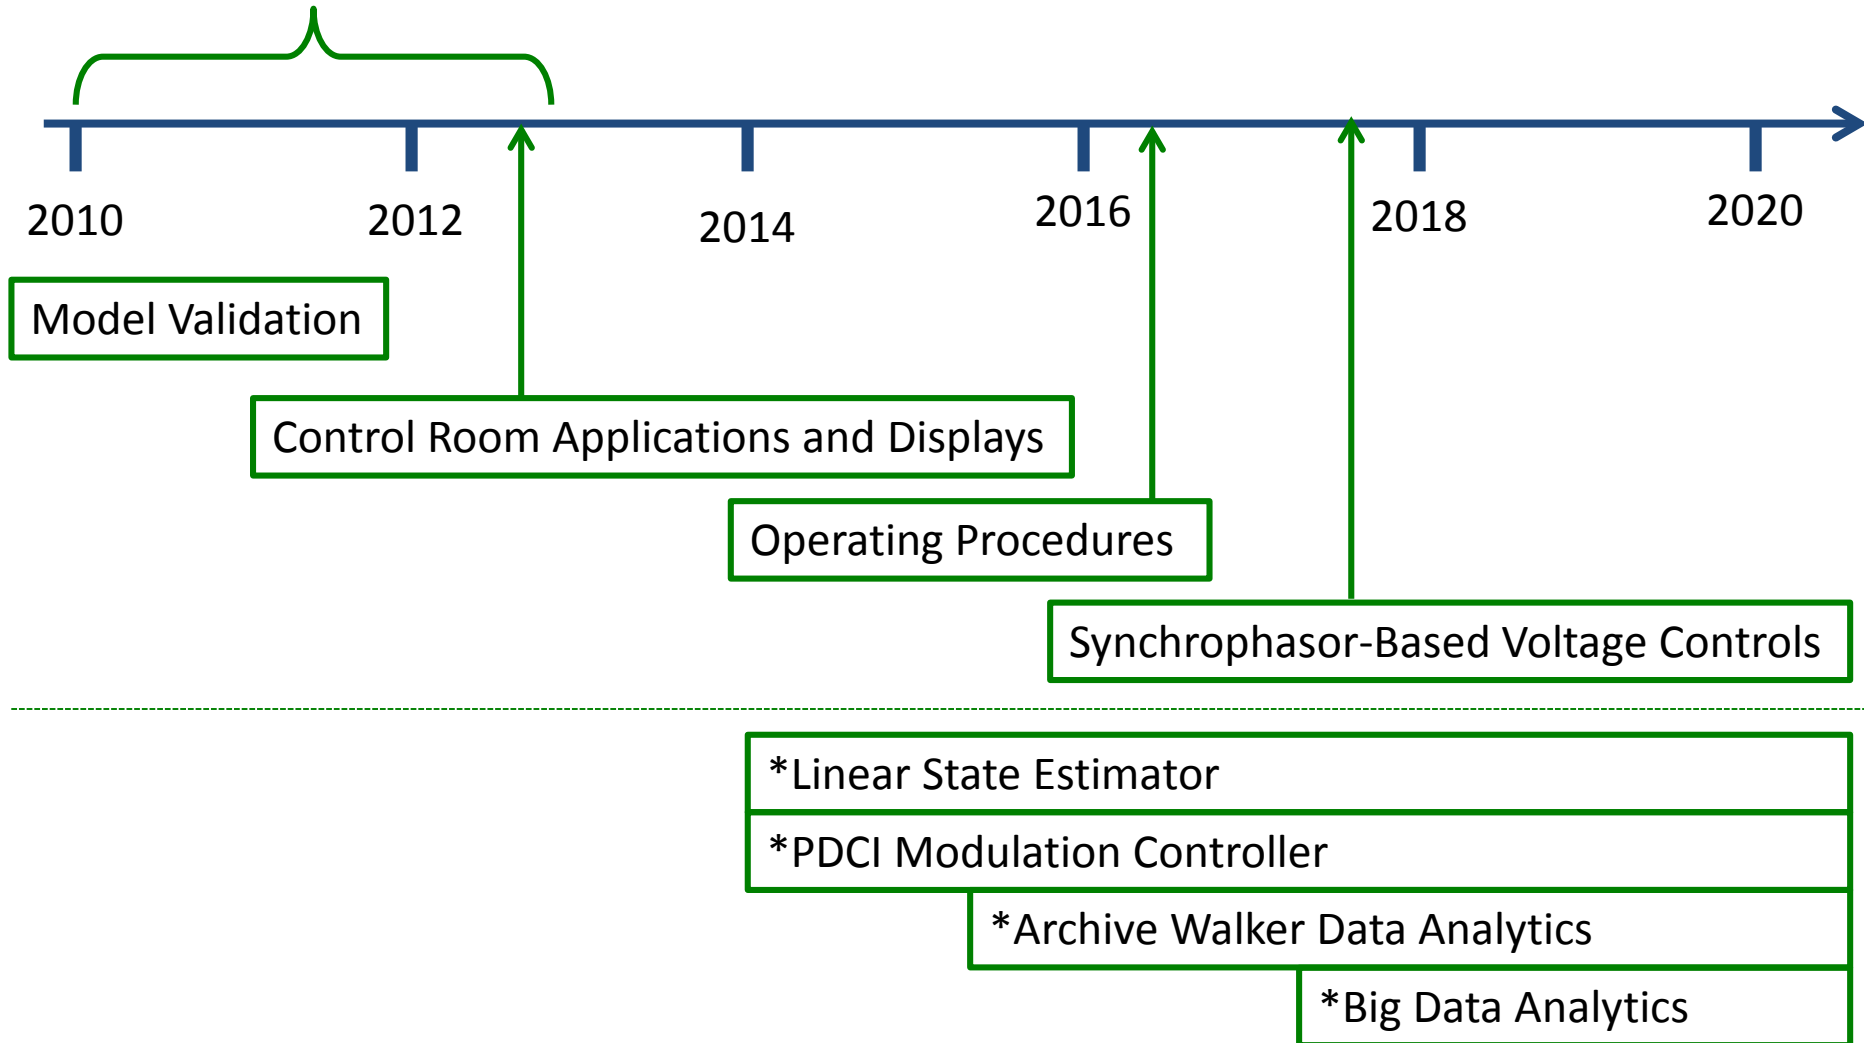 2010
2012
2014
2016
2018
2020
Model Validation
Control Room Applications and Displays
Operating Procedures
Synchrophasor-Based Voltage Controls
*Linear State Estimator
*PDCI Modulation Controller
*Archive Walker Data Analytics
*Big Data Analytics